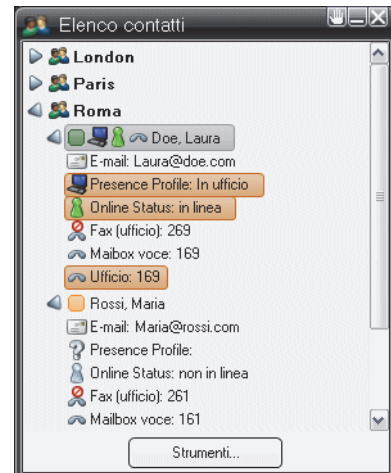 Elenco contatti
London
Paris
Roma
Doe, Laura
E-mail: Laura@doe.com
Presence Profile: In ufficio
Online Status: in linea
Fax (ufficio): 269
Maibox voce: 169
Ufficio: 169
Rossi, Maria
E-mail: Maria@rossi.com
Presence Profile:
Online Status: non in linea
Fax (ufficio): 261
Mailbox voce: 161
Strumenti...